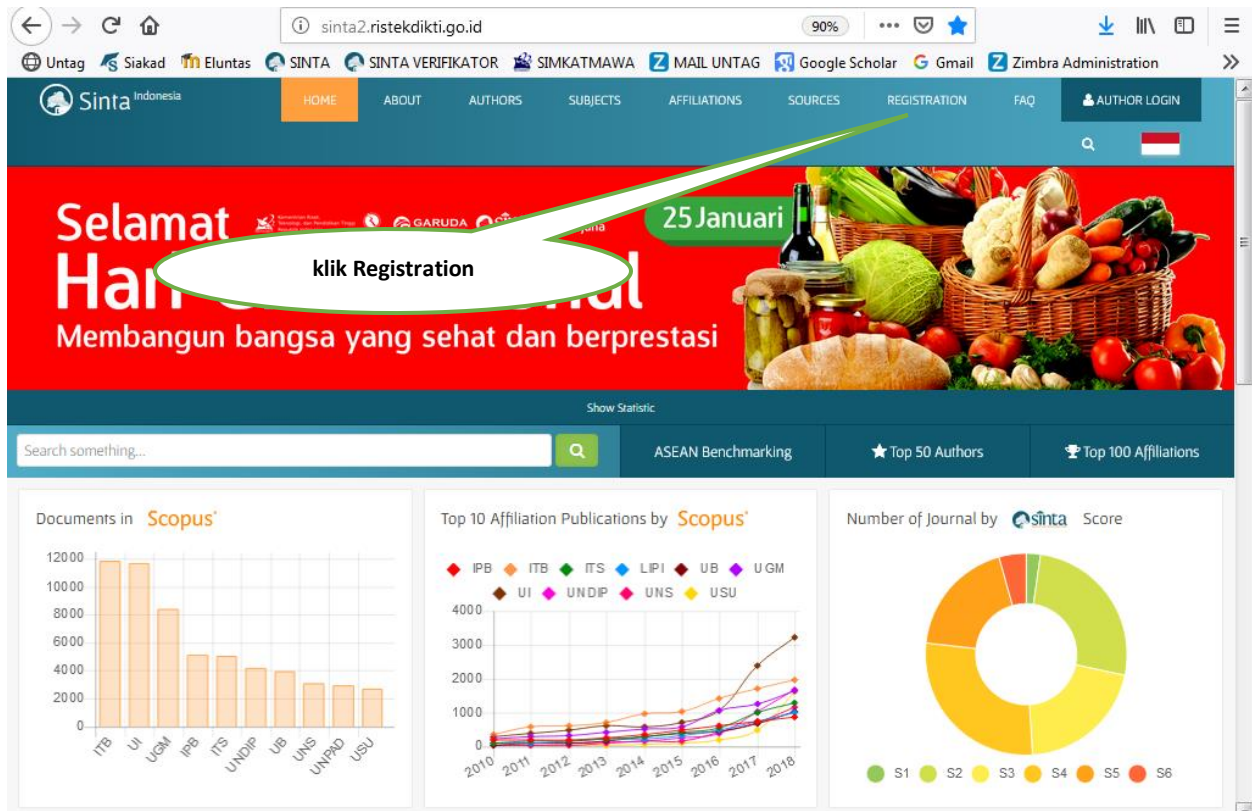 sinta2.ristekdikti.go.id
90%
Untag Siakad Eluntas SINTA SINTA VERIFIKATOR SIMKATMAWA MAIL UNTAG Google Scholar Gmail Zimbra Administration
Sinta Indonesia
HOME ABOUT AUTHORS SUBJECTS AFFILIATIONS SOURCES REGISTRATION FAQ AUTHOR LOGIN
Selamat
GARUDA
25 Januari
klik Registration
Membangun bangsa yang sehat dan berprestasi
Show Statistic
Search something...
ASEAN Benchmarking
Top 50 Authors
Top 100 Affiliations
Documents in Scopus
12000
10000
8000
6000
4000
2000
0
ITB UI UGM IPB ITS UNDIP UB UNS UNPAD USU
Top 10 Affiliation Publications by Scopus
IPB ITB ITS LIPI UB UGM
UI UNDIP UNS USU
4000
3000
2000
1000
0
2010 2011 2012 2013 2014 2015 2016 2017 2018
Number of Journal by sinta Score
S1 S2 S3 S4 S5 S6